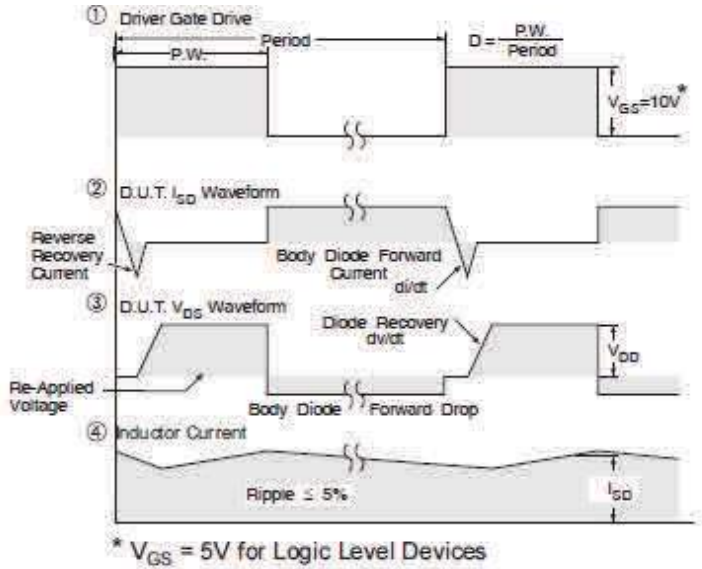 ① Driver Gate Drive
Period
P.W.
D = P.W. / Period
V_GS=10V*
② D.U.T. I_SD Waveform
Reverse
Recovery
Current
Body Diode Forward
Current
di/dt
③ D.U.T. V_DS Waveform
Diode Recovery
dv/dt
V_DD
Re-Applied
Voltage
Body Diode Forward Drop
④ Inductor Current
Ripple ≤ 5%
I_SD
* V_GS = 5V for Logic Level Devices